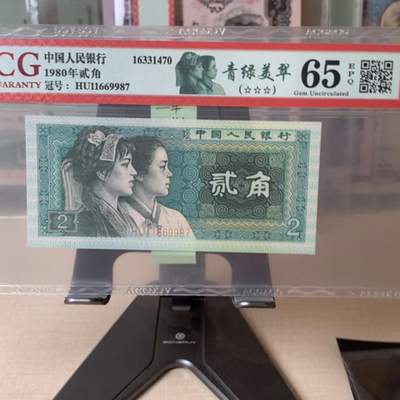 CG
WARRANTY
中国人民银行
1980年贰角
冠号: HU11669987
16331470
青绿美翠
(☆☆☆)
65 EPQ
Gem Uncirculated
中国人民银行
贰角
2
HU11669987
2